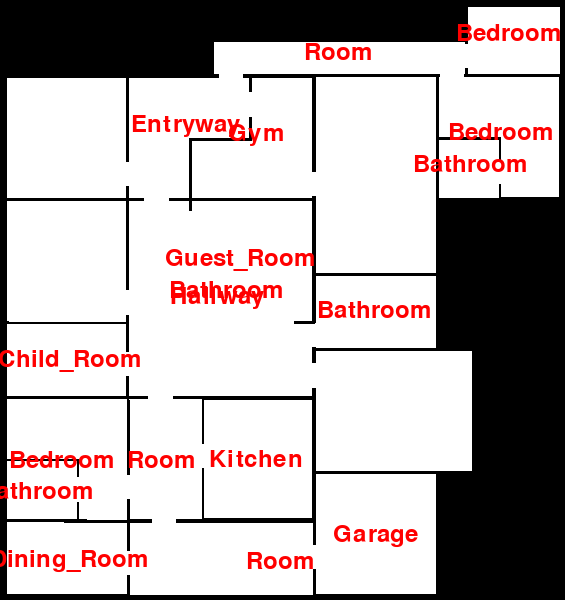 Bedroom
Room
Entryway
Gym
Bedroom
Bathroom
Guest_Room
Bathroom
Hallway
Bathroom
Child_Room
Bedroom
Room
Kitchen
athroom
Garage
Dining_Room
Room